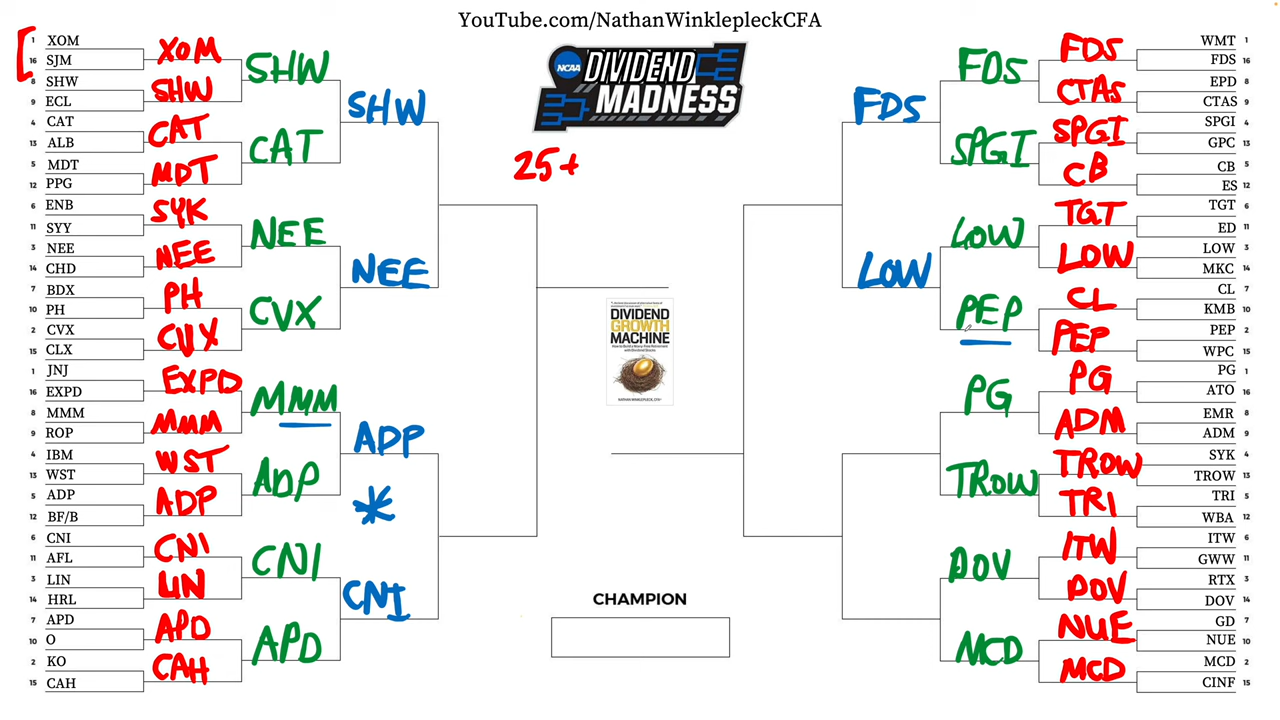 YouTube.com/NathanWinklepleckCFA
NCAA
DIVIDEND
MADNESS
25+
1 XOM
16 SJM
8 SHW
9 ECL
4 CAT
13 ALB
5 MDT
12 PPG
6 ENB
11 SYY
3 NEE
14 CHD
7 BDX
10 PH
2 CVX
15 CLX
1 JNJ
16 EXPD
8 MMM
9 ROP
4 IBM
13 WST
5 ADP
12 BF/B
6 CNI
11 AFL
3 LIN
14 HRL
7 APD
10 O
2 KO
15 CAH
XOM
SHW
CAT
MDT
SYK
NEE
PH
CVX
EXPD
MMM
WST
ADP
CNI
LIN
APD
CAH
SHW
CAT
NEE
CVX
MMM
ADP
CNI
APD
SHW
NEE
ADP
*
CNI
DIVIDEND
GROWTH
MACHINE
NATHAN WINKLEPLECK, CFA
CHAMPION
FDS
LOW
FDS
SPGI
LOW
PEP
PG
TROW
DOV
MCD
FDS
CTAS
SPGI
CB
TGT
LOW
CL
PEP
PG
ADM
TROW
TRI
ITW
DOV
NUE
MCD
WMT 1
FDS 16
EPD 8
CTAS 9
SPGI 4
GPC 13
CB 5
ES 12
TGT 6
ED 11
LOW 3
MKC 14
CL 7
KMB 10
PEP 2
WPC 15
PG 1
ATO 16
EMR 8
ADM 9
SYK 4
TROW 13
TRI 5
WBA 12
ITW 6
GWW 11
RTX 3
DOV 14
GD 7
NUE 10
MCD 2
CINF 15